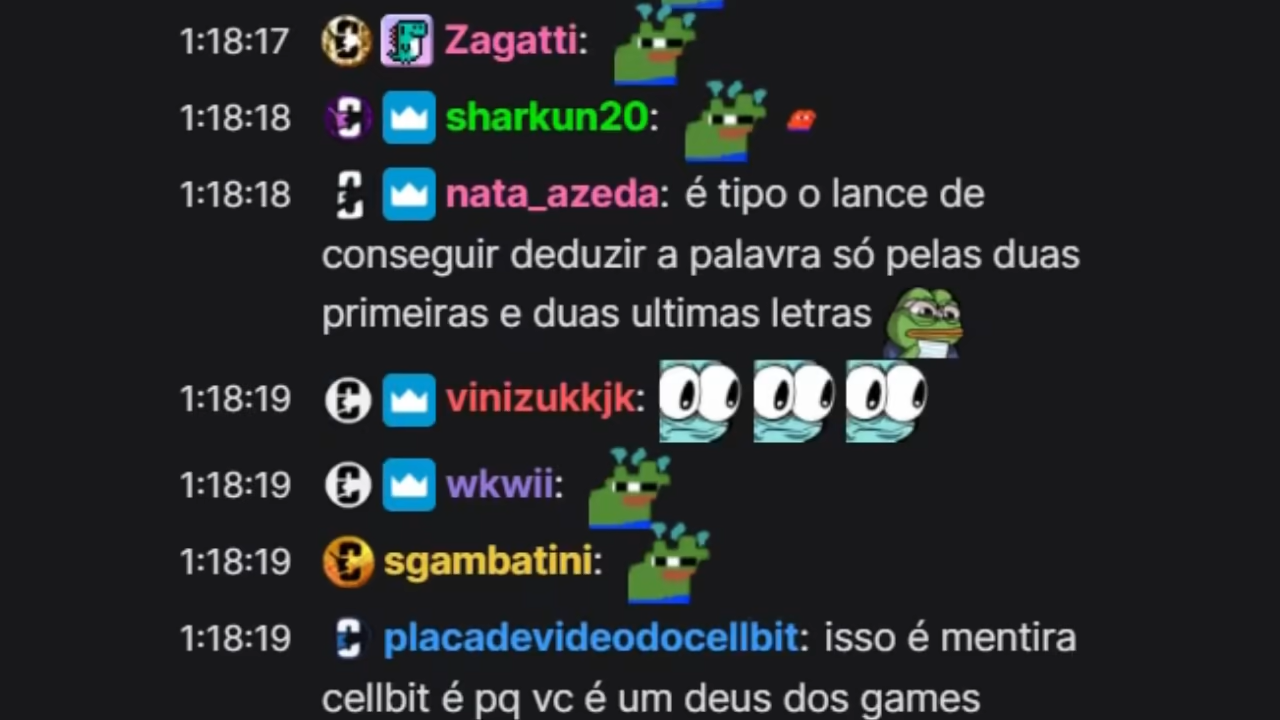 1:18:17 Zagatti:
1:18:18 sharkun20:
1:18:18 nata_azeda: é tipo o lance de
conseguir deduzir a palavra só pelas duas
primeiras e duas ultimas letras
1:18:19 vinizukkjk:
1:18:19 wkwii:
1:18:19 sgambatini:
1:18:19 placadevideodocellbit: isso é mentira
cellbit é pq vc é um deus dos games